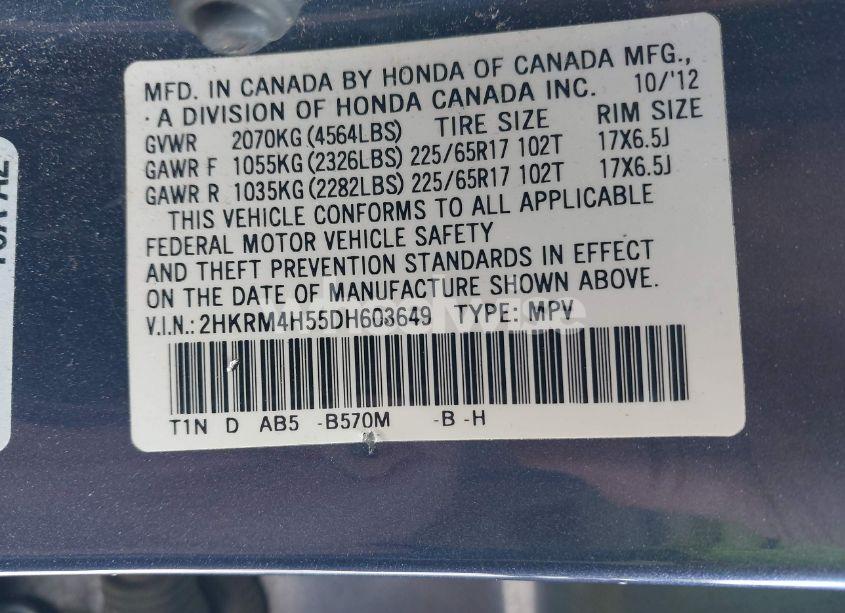 MFD. IN CANADA BY HONDA OF CANADA MFG.,
· A DIVISION OF HONDA CANADA INC. 10/'12
GVWR 2070KG (4564LBS) TIRE SIZE RIM SIZE
GAWR F 1055KG (2326LBS) 225/65R17 102T 17X6.5J
GAWR R 1035KG (2282LBS) 225/65R17 102T 17X6.5J
THIS VEHICLE CONFORMS TO ALL APPLICABLE
FEDERAL MOTOR VEHICLE SAFETY
AND THEFT PREVENTION STANDARDS IN EFFECT
ON THE DATE OF MANUFACTURE SHOWN ABOVE.
V.I.N.: 2HKRM4H55DH603649 TYPE: MPV
T1N D AB5 -B570M -B -H